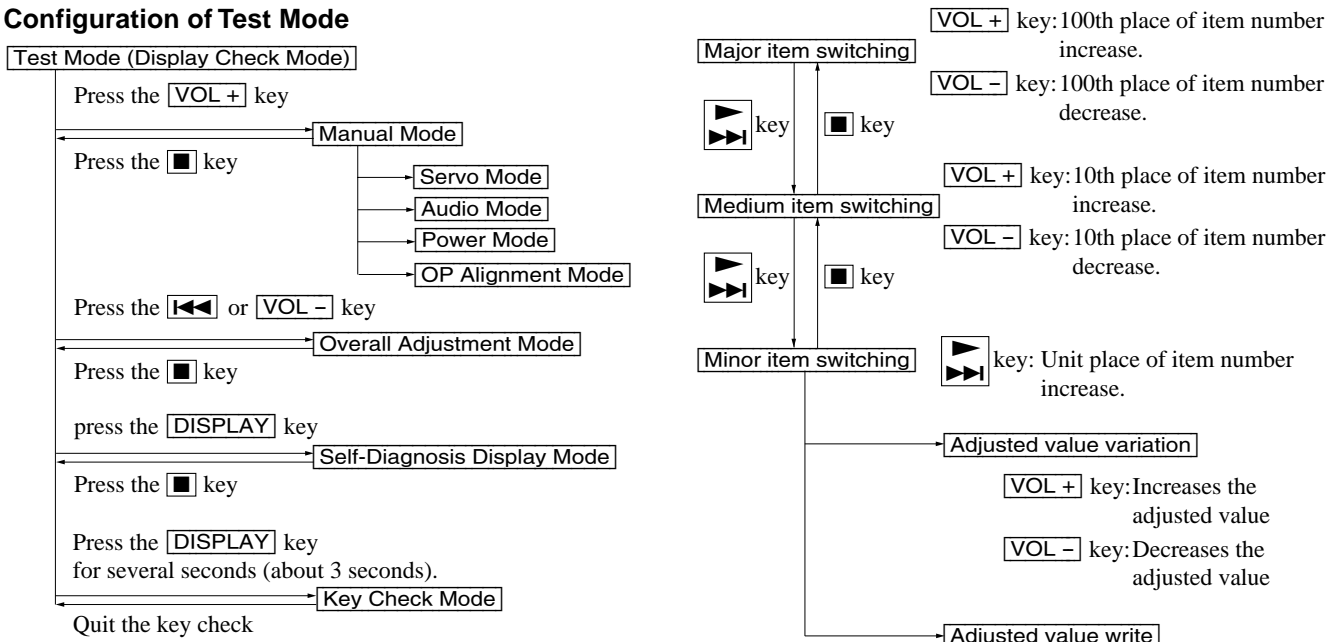 Configuration of Test Mode
Test Mode (Display Check Mode)
Press the VOL + key
Manual Mode
Press the ■ key
Servo Mode
Audio Mode
Power Mode
OP Alignment Mode
Press the I◀◀ or VOL – key
Overall Adjustment Mode
Press the ■ key
press the DISPLAY key
Self-Diagnosis Display Mode
Press the ■ key
Press the DISPLAY key
for several seconds (about 3 seconds).
Key Check Mode
Quit the key check
Major item switching
VOL + key: 100th place of item number
increase.
VOL – key: 100th place of item number
decrease.
▶ ▶▶I key
■ key
Medium item switching
VOL + key: 10th place of item number
increase.
VOL – key: 10th place of item number
decrease.
▶ ▶▶I key
■ key
Minor item switching
▶ ▶▶I key: Unit place of item number
increase.
Adjusted value variation
VOL + key: Increases the
adjusted value
VOL – key: Decreases the
adjusted value
Adjusted value write